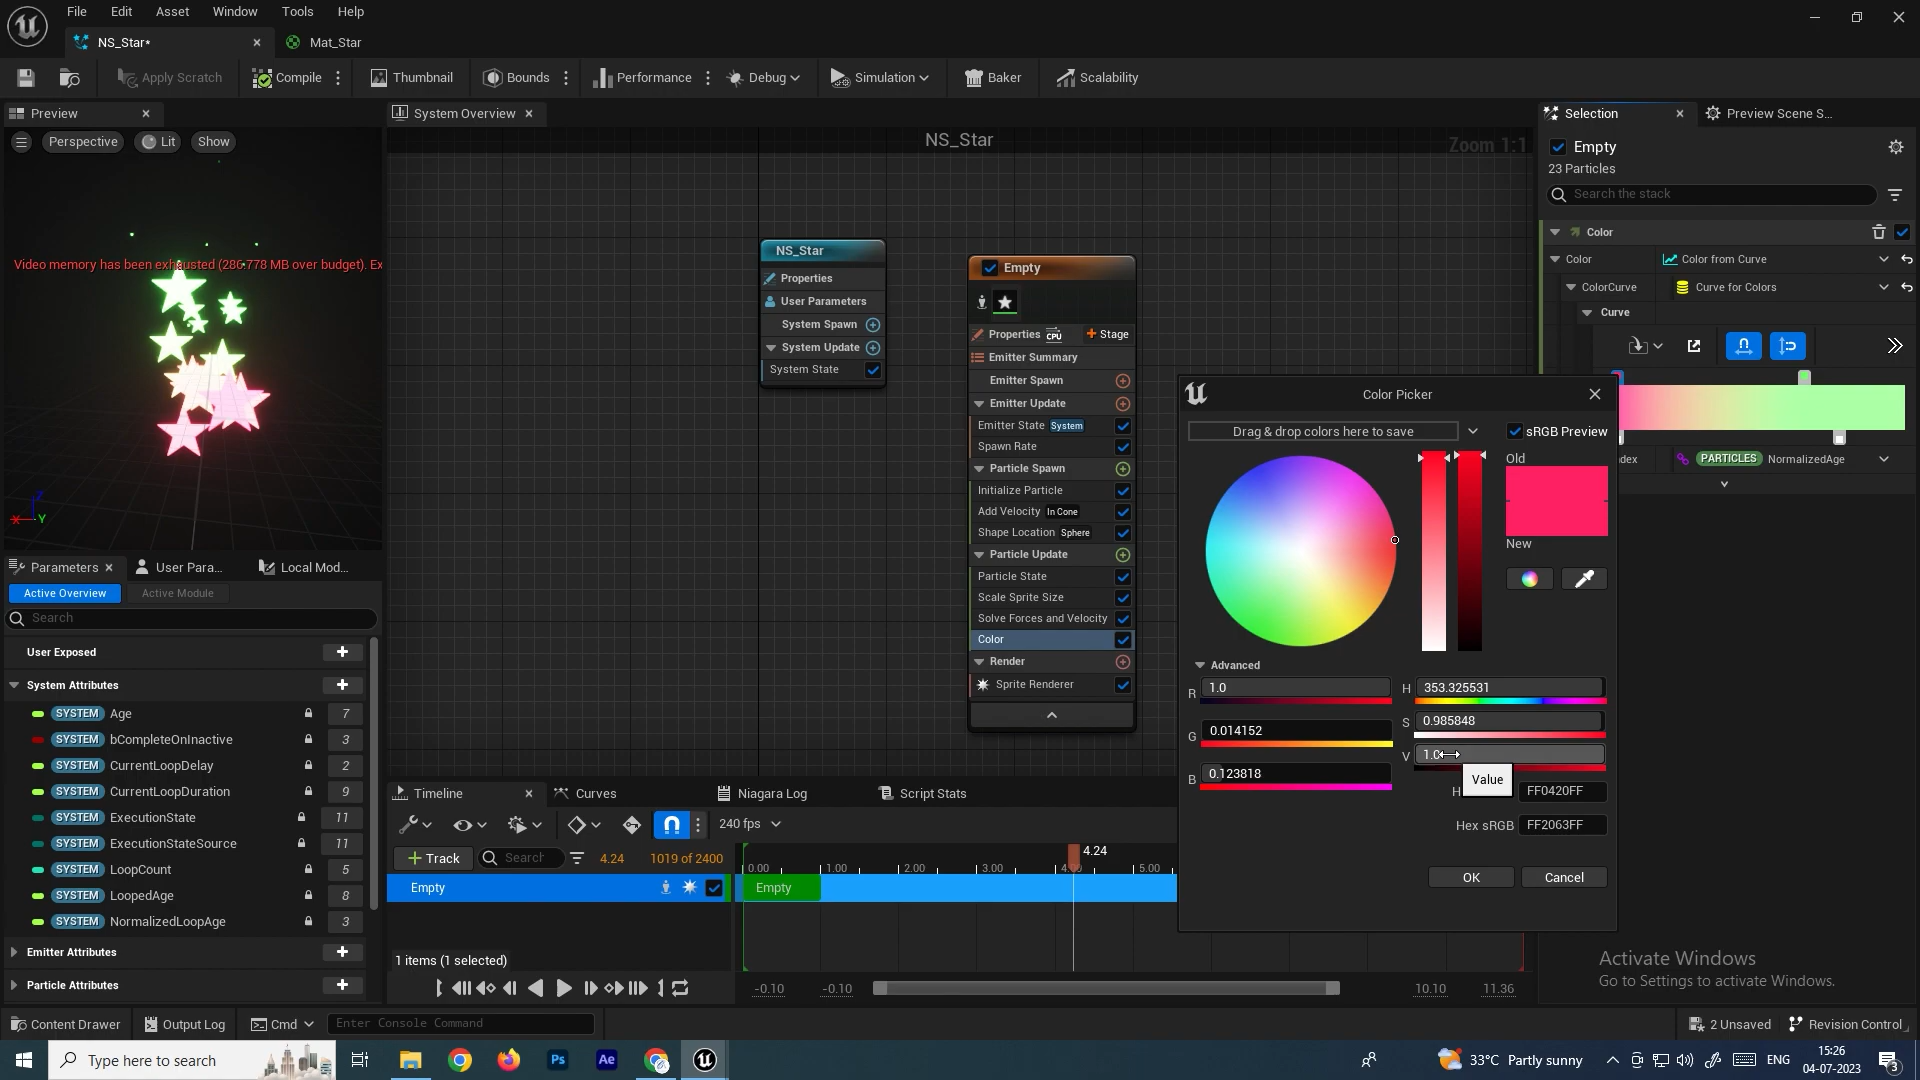 File Edit Asset Window Tools Help
NS_Star* Mat_Star
Apply Scratch Compile Thumbnail Bounds Performance Debug Simulation Baker Scalability
Preview
System Overview
Selection
Preview Scene S...
Perspective Lit Show
NS_Star
Zoom 1:1
Video memory has been exhausted (286.778 MB over budget). Ex
X Y Z
NS_Star
Properties
User Parameters
System Spawn
System Update
System State
Empty
Properties CPU Stage
Emitter Summary
Emitter Spawn
Emitter Update
Emitter State System
Spawn Rate
Particle Spawn
Initialize Particle
Add Velocity In Cone
Shape Location Sphere
Particle Update
Particle State
Scale Sprite Size
Solve Forces and Velocity
Color
Render
Sprite Renderer
Empty
23 Particles
Search the stack
Color
Color Color from Curve
ColorCurve Curve for Colors
Curve
dex PARTICLES NormalizedAge
Color Picker
Drag & drop colors here to save
sRGB Preview
Old
New
Advanced
R 1.0
G 0.014152
B 0.123818
H 353.325531
S 0.985848
V 1.0
Value
H FF0420FF
Hex sRGB FF2063FF
OK Cancel
Parameters User Para... Local Mod...
Active Overview Active Module
Search
User Exposed
System Attributes
SYSTEM Age 7
SYSTEM bCompleteOnInactive 3
SYSTEM CurrentLoopDelay 2
SYSTEM CurrentLoopDuration 9
SYSTEM ExecutionState 11
SYSTEM ExecutionStateSource 11
SYSTEM LoopCount 5
SYSTEM LoopedAge 8
SYSTEM NormalizedLoopAge 3
Emitter Attributes
Particle Attributes
Timeline Curves Niagara Log Script Stats
240 fps
+ Track Search 4.24 1019 of 2400
4.24
0.00 1.00 2.00 3.00 5.00
Empty
Empty
1 items (1 selected)
-0.10 -0.10 10.10 11.36
Activate Windows
Go to Settings to activate Windows.
Content Drawer Output Log Cmd Enter Console Command 2 Unsaved Revision Control
Type here to search Ps Ae 33°C Partly sunny ENG 15:26
04-07-2023
3